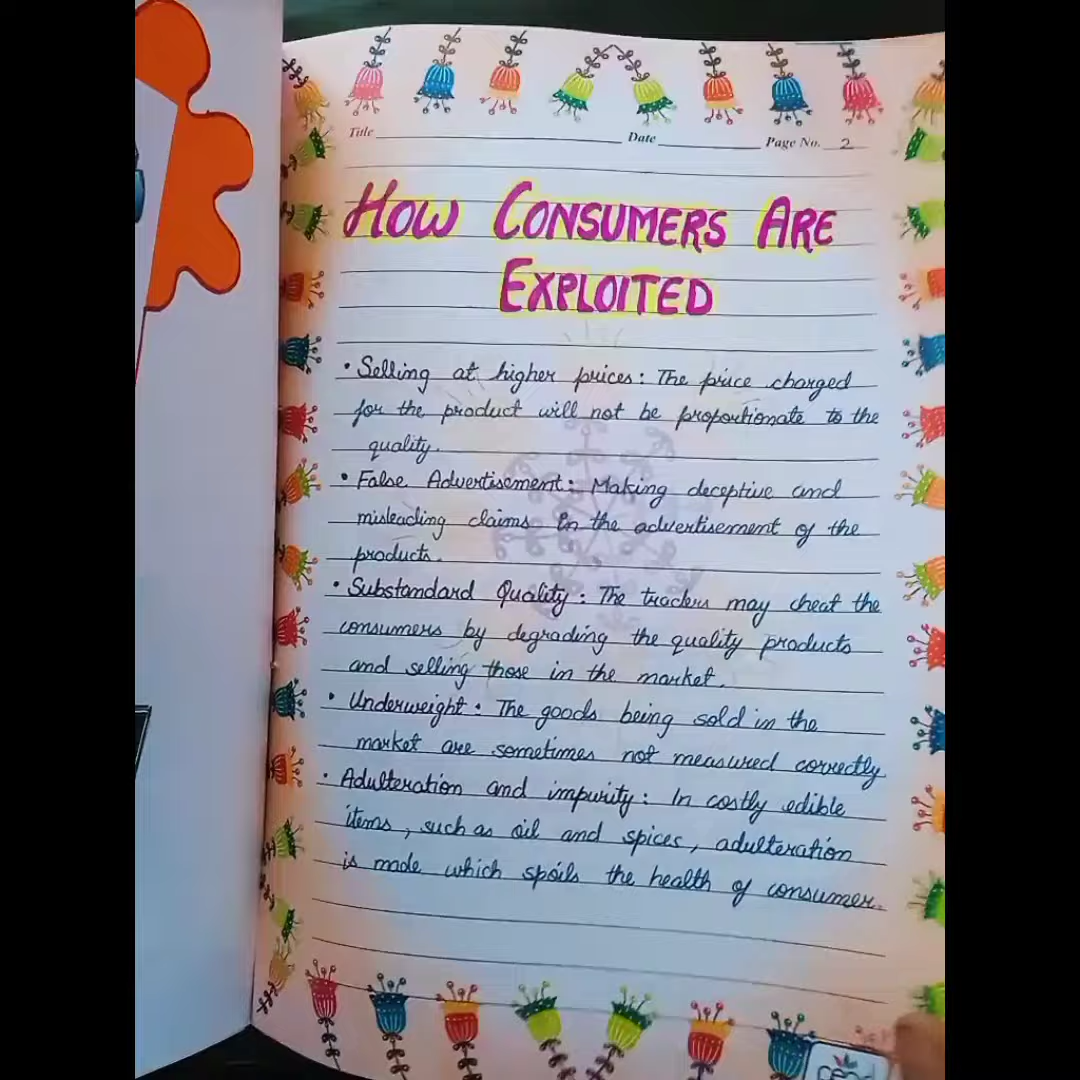 Title Date Page No. 2
HOW CONSUMERS ARE
EXPLOITED
• Selling at higher prices : The price charged
for the product will not be proportionate to the
quality.
• False Advertisement : Making deceptive and
misleading claims in the advertisement of the
products.
• Substandard Quality : The traders may cheat the
consumers by degrading the quality products
and selling those in the market.
• Underweight : The goods being sold in the
market are sometimes not measured correctly
• Adulteration and impurity : In costly edible
items, such as oil and spices, adulteration
is made which spoils the health of consumer.